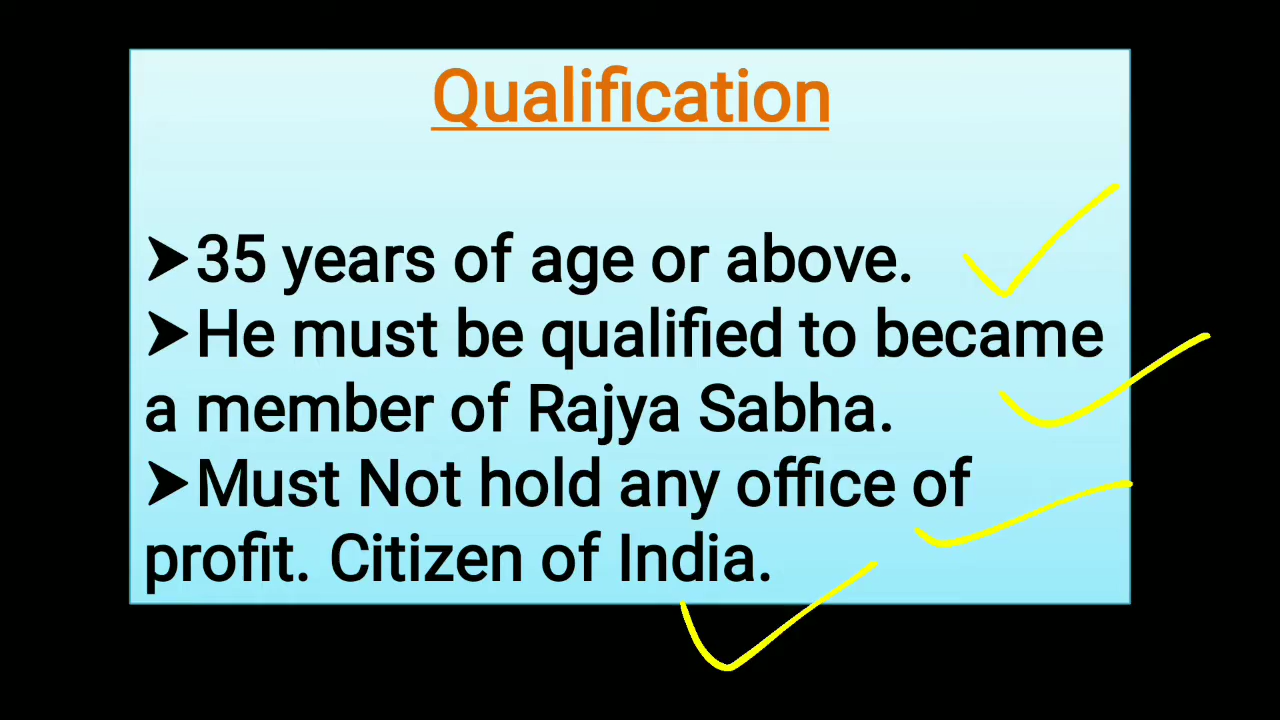 Qualification
➤35 years of age or above.
➤He must be qualified to became
a member of Rajya Sabha.
➤Must Not hold any office of
profit. Citizen of India.